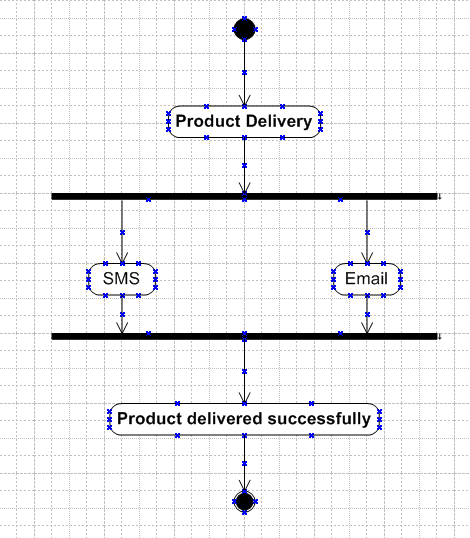 Product Delivery
SMS
Email
Product delivered successfully